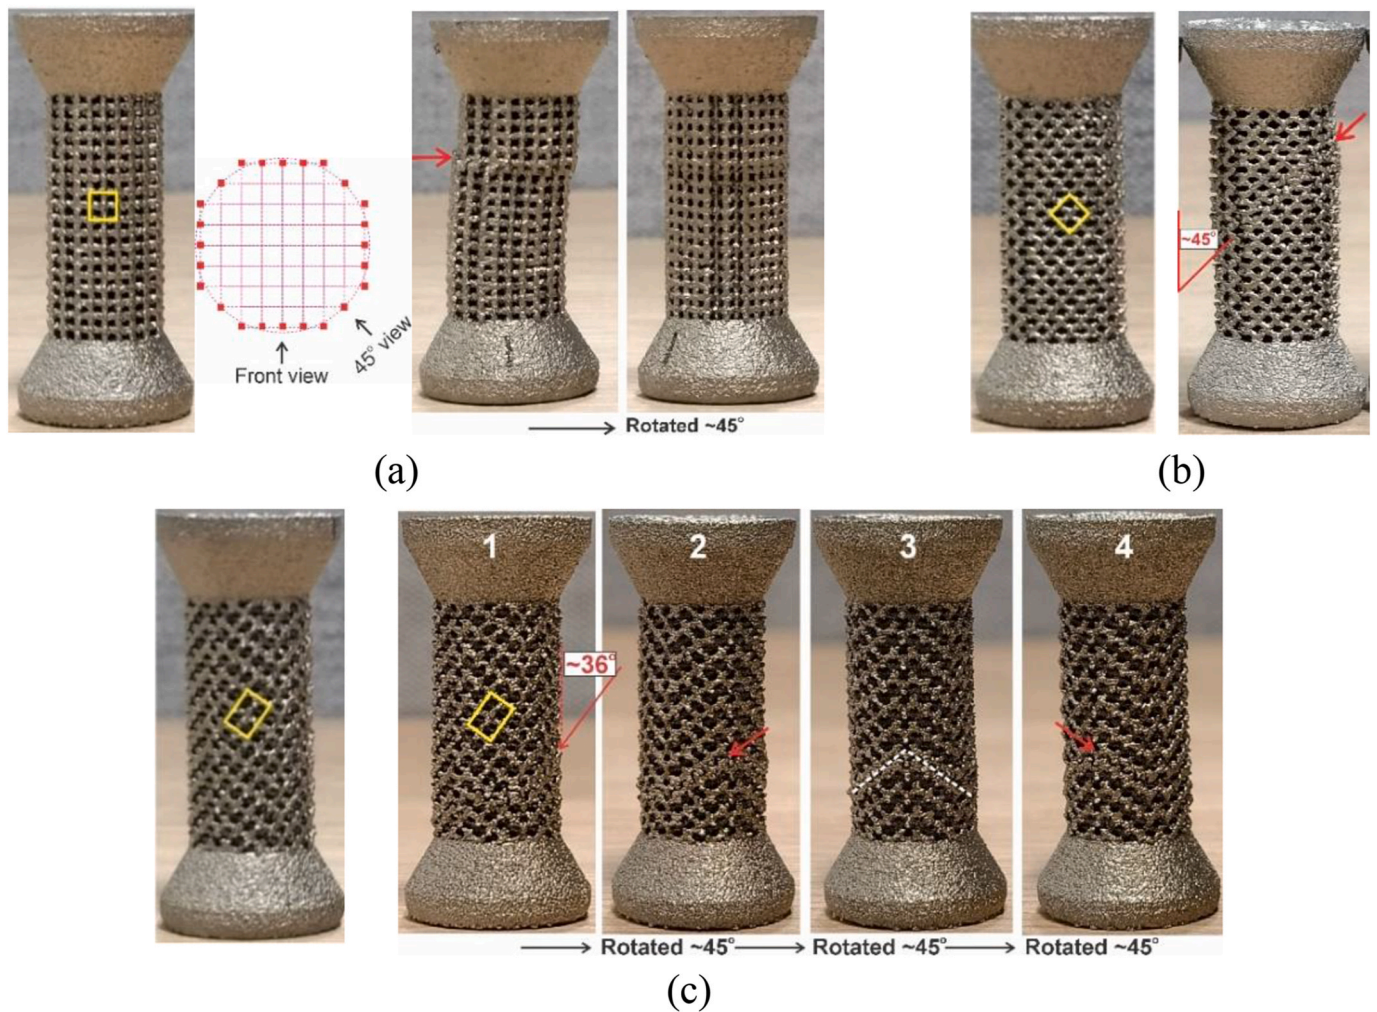 Front view
45° view
Rotated ~45°
(a)
~45°
(b)
1
2
3
4
~36°
Rotated ~45°
Rotated ~45°
Rotated ~45°
(c)